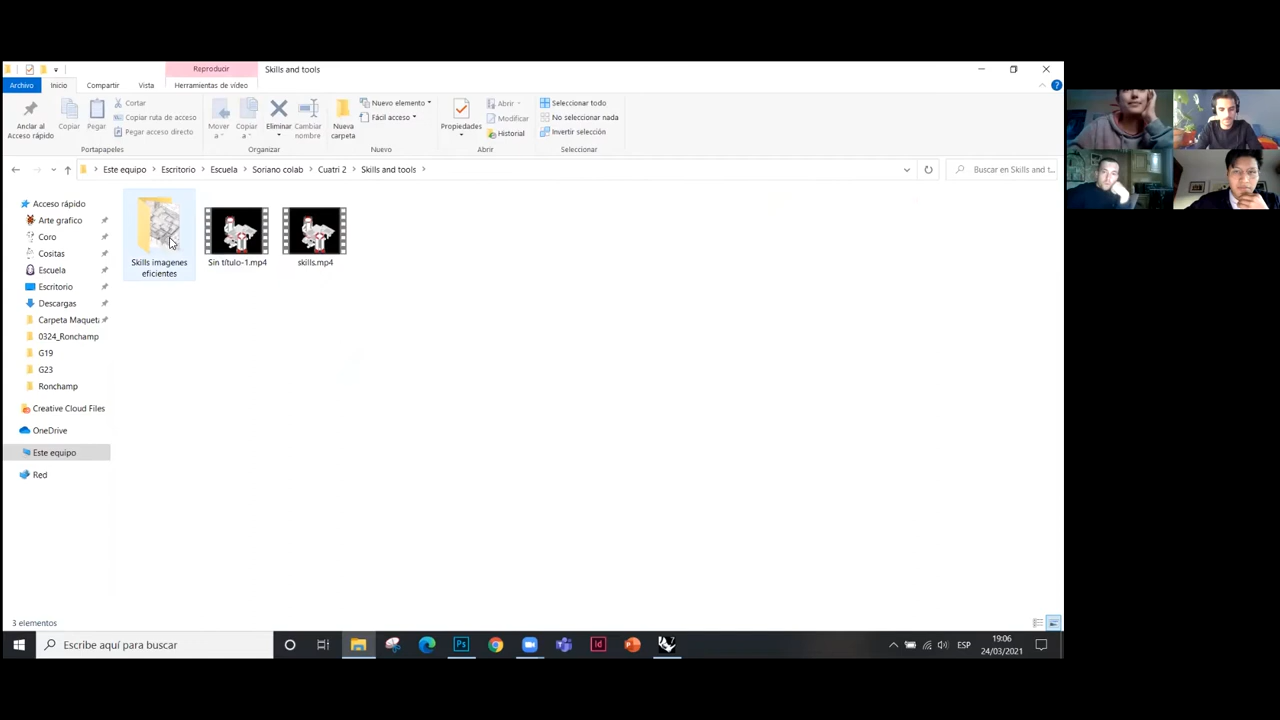 Reproducir
Skills and tools
Archivo
Inicio
Compartir
Vista
Herramientas de vídeo
Anclar al
Acceso rápido
Copiar
Pegar
Cortar
Copiar ruta de acceso
Pegar acceso directo
Portapapeles
Mover
a
Copiar
a
Eliminar
Cambiar
nombre
Organizar
Nueva
carpeta
Nuevo elemento
Fácil acceso
Nuevo
Propiedades
Abrir
Modificar
Historial
Abrir
Seleccionar todo
No seleccionar nada
Invertir selección
Seleccionar
Este equipo > Escritorio > Escuela > Soriano colab > Cuatri 2 > Skills and tools >
Buscar en Skills and t...
Acceso rápido
Arte grafico
Coro
Cositas
Escuela
Escritorio
Descargas
Carpeta Maqueta
0324_Ronchamp
G19
G23
Ronchamp
Creative Cloud Files
OneDrive
Este equipo
Red
Skills imagenes
eficientes
Sin título-1.mp4
skills.mp4
3 elementos
Escribe aquí para buscar
Ps
Id
ESP
19:06
24/03/2021